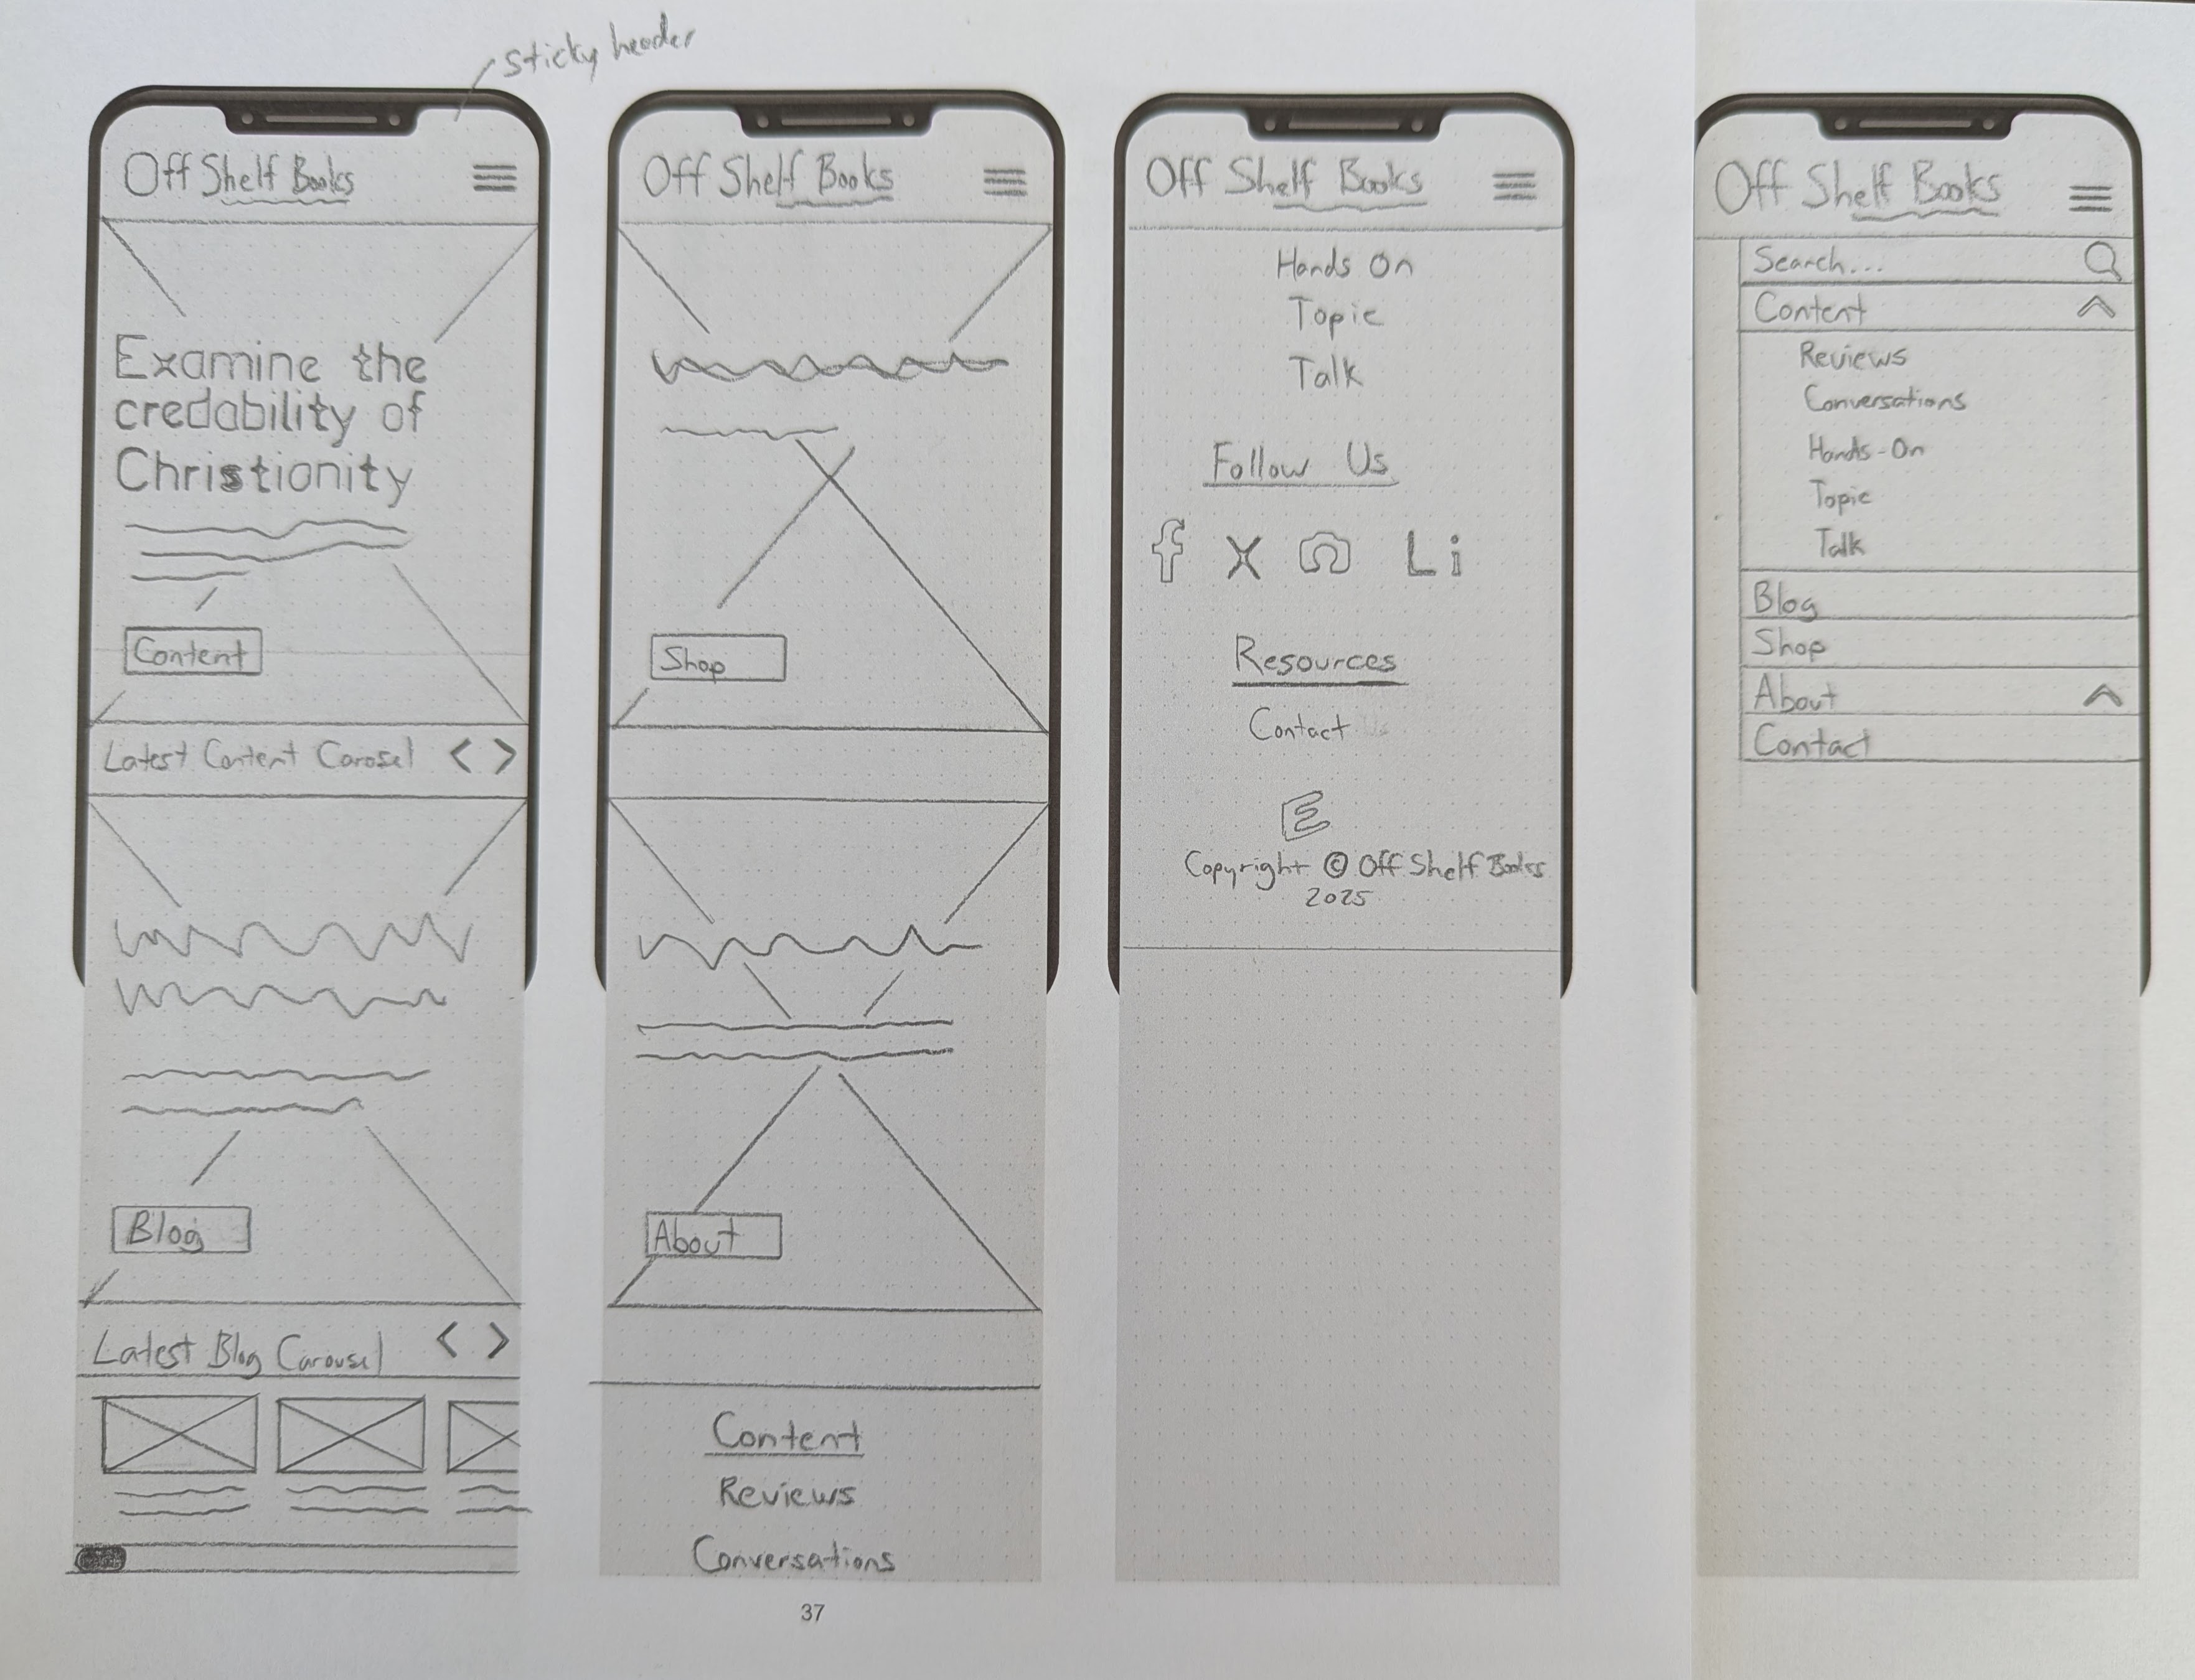 sticky header
Off Shelf Books
Examine the
credability of
Christionity
Content
Latest Content Carosel < >
Blog
Latest Blog Carousel < >
Off Shelf Books
Shop
About
Content
Reviews
Conversations
37
Off Shelf Books
Hands On
Topic
Talk
Follow Us
f X Li
Resources
Contact
E
Copyright © Off Shelf Books
2025
Off Shelf Books
Search...
Content
Reviews
Conversations
Hands-On
Topic
Talk
Blog
Shop
About
Contact